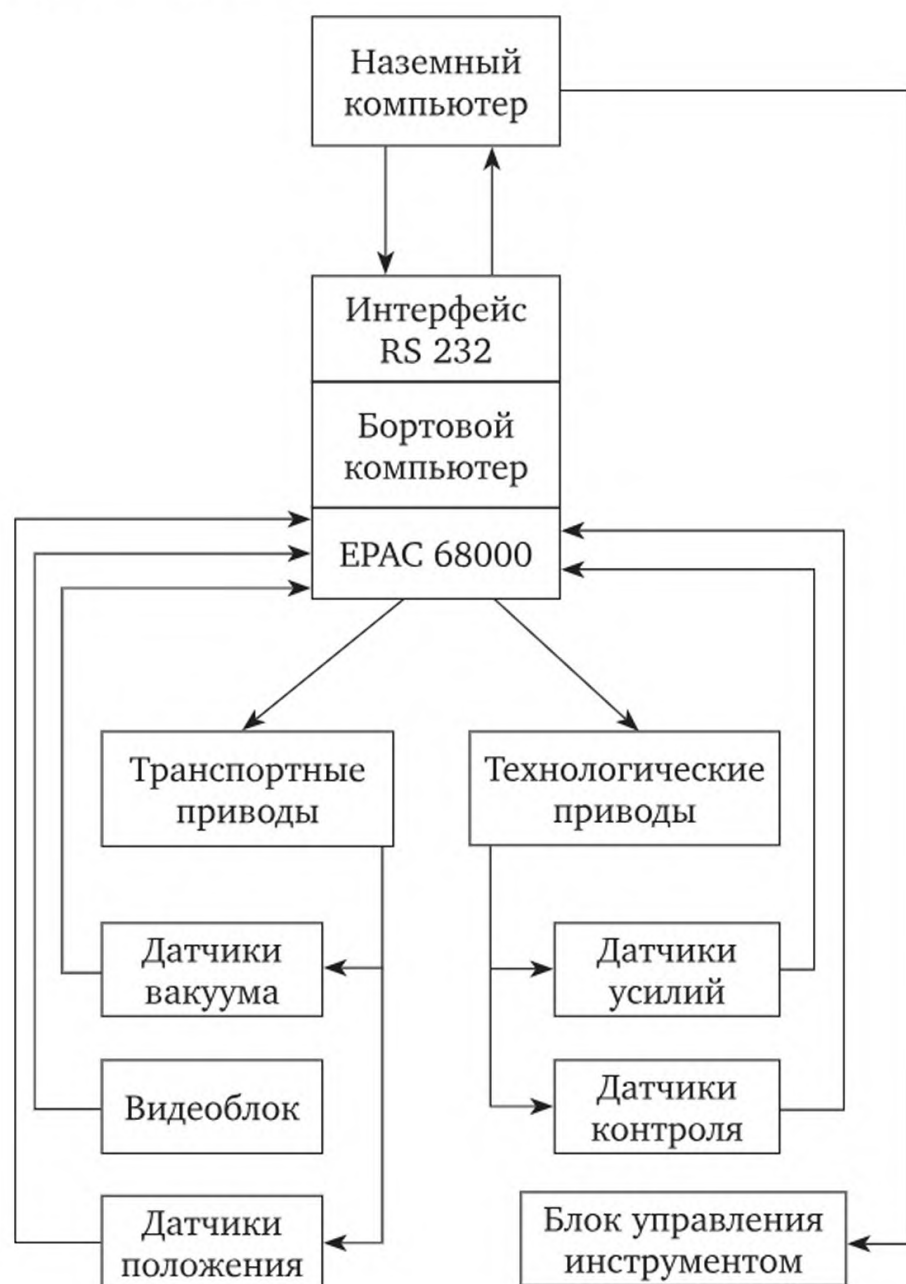 Наземный
компьютер
Интерфейс
RS 232
Бортовой
компьютер
EPAC 68000
Транспортные
приводы
Технологические
приводы
Датчики
вакуума
Датчики
усилий
Видеоблок
Датчики
контроля
Датчики
положения
Блок управления
инструментом